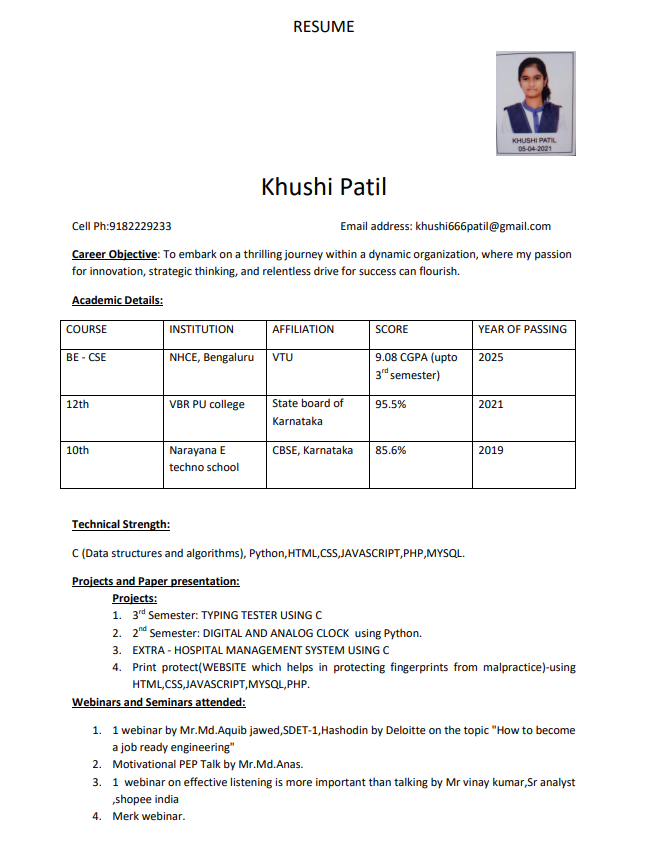 RESUME
KHUSHI PATIL
05-04-2021
Khushi Patil
Cell Ph:9182229233 Email address: khushi666patil@gmail.com
Career Objective: To embark on a thrilling journey within a dynamic organization, where my passion
for innovation, strategic thinking, and relentless drive for success can flourish.
Academic Details:
COURSE INSTITUTION AFFILIATION SCORE YEAR OF PASSING
BE - CSE NHCE, Bengaluru VTU 9.08 CGPA (upto 2025
3rd semester)
12th VBR PU college State board of 95.5% 2021
Karnataka
10th Narayana E CBSE, Karnataka 85.6% 2019
techno school
Technical Strength:
C (Data structures and algorithms), Python,HTML,CSS,JAVASCRIPT,PHP,MYSQL.
Projects and Paper presentation:
Projects:
1. 3rd Semester: TYPING TESTER USING C
2. 2nd Semester: DIGITAL AND ANALOG CLOCK using Python.
3. EXTRA - HOSPITAL MANAGEMENT SYSTEM USING C
4. Print protect(WEBSITE which helps in protecting fingerprints from malpractice)-using
HTML,CSS,JAVASCRIPT,MYSQL,PHP.
Webinars and Seminars attended:
1. 1 webinar by Mr.Md.Aquib jawed,SDET-1,Hashodin by Deloitte on the topic "How to become
a job ready engineering"
2. Motivational PEP Talk by Mr.Md.Anas.
3. 1 webinar on effective listening is more important than talking by Mr vinay kumar,Sr analyst
,shopee india
4. Merk webinar.